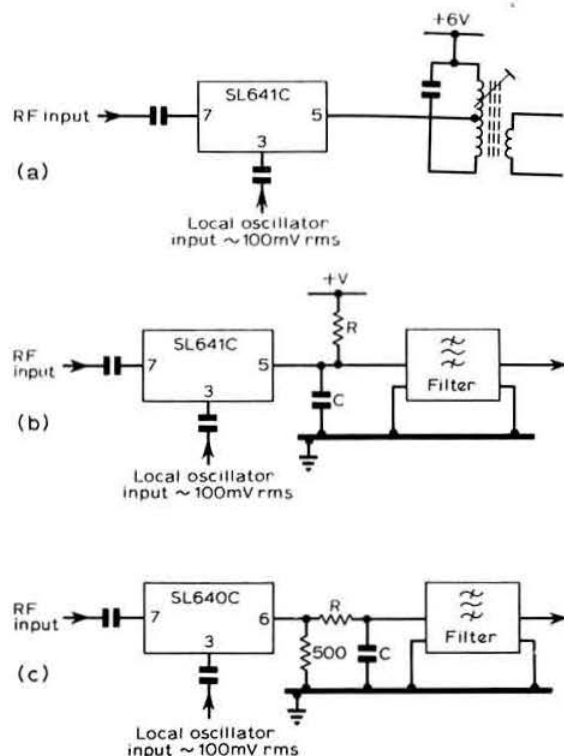 +6V
SL641C
RF input
7
5
3
(a)
Local oscillator
input ~100mV rms
+V
R
SL641C
RF
input
7
5
3
C
Filter
(b)
Local oscillator
input ~100mV rms
SL640C
RF
input
7
6
R
3
500
C
Filter
(c)
Local oscillator
input ~100mV rms